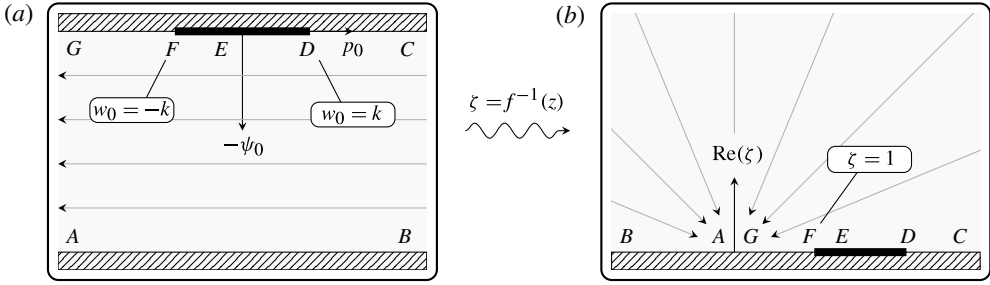 (a)
G F E D p₀ C
w₀ = −k
w₀ = k
−ψ₀
A B
ζ = f⁻¹(z)
(b)
Re(ζ)
ζ = 1
B A G F E D C